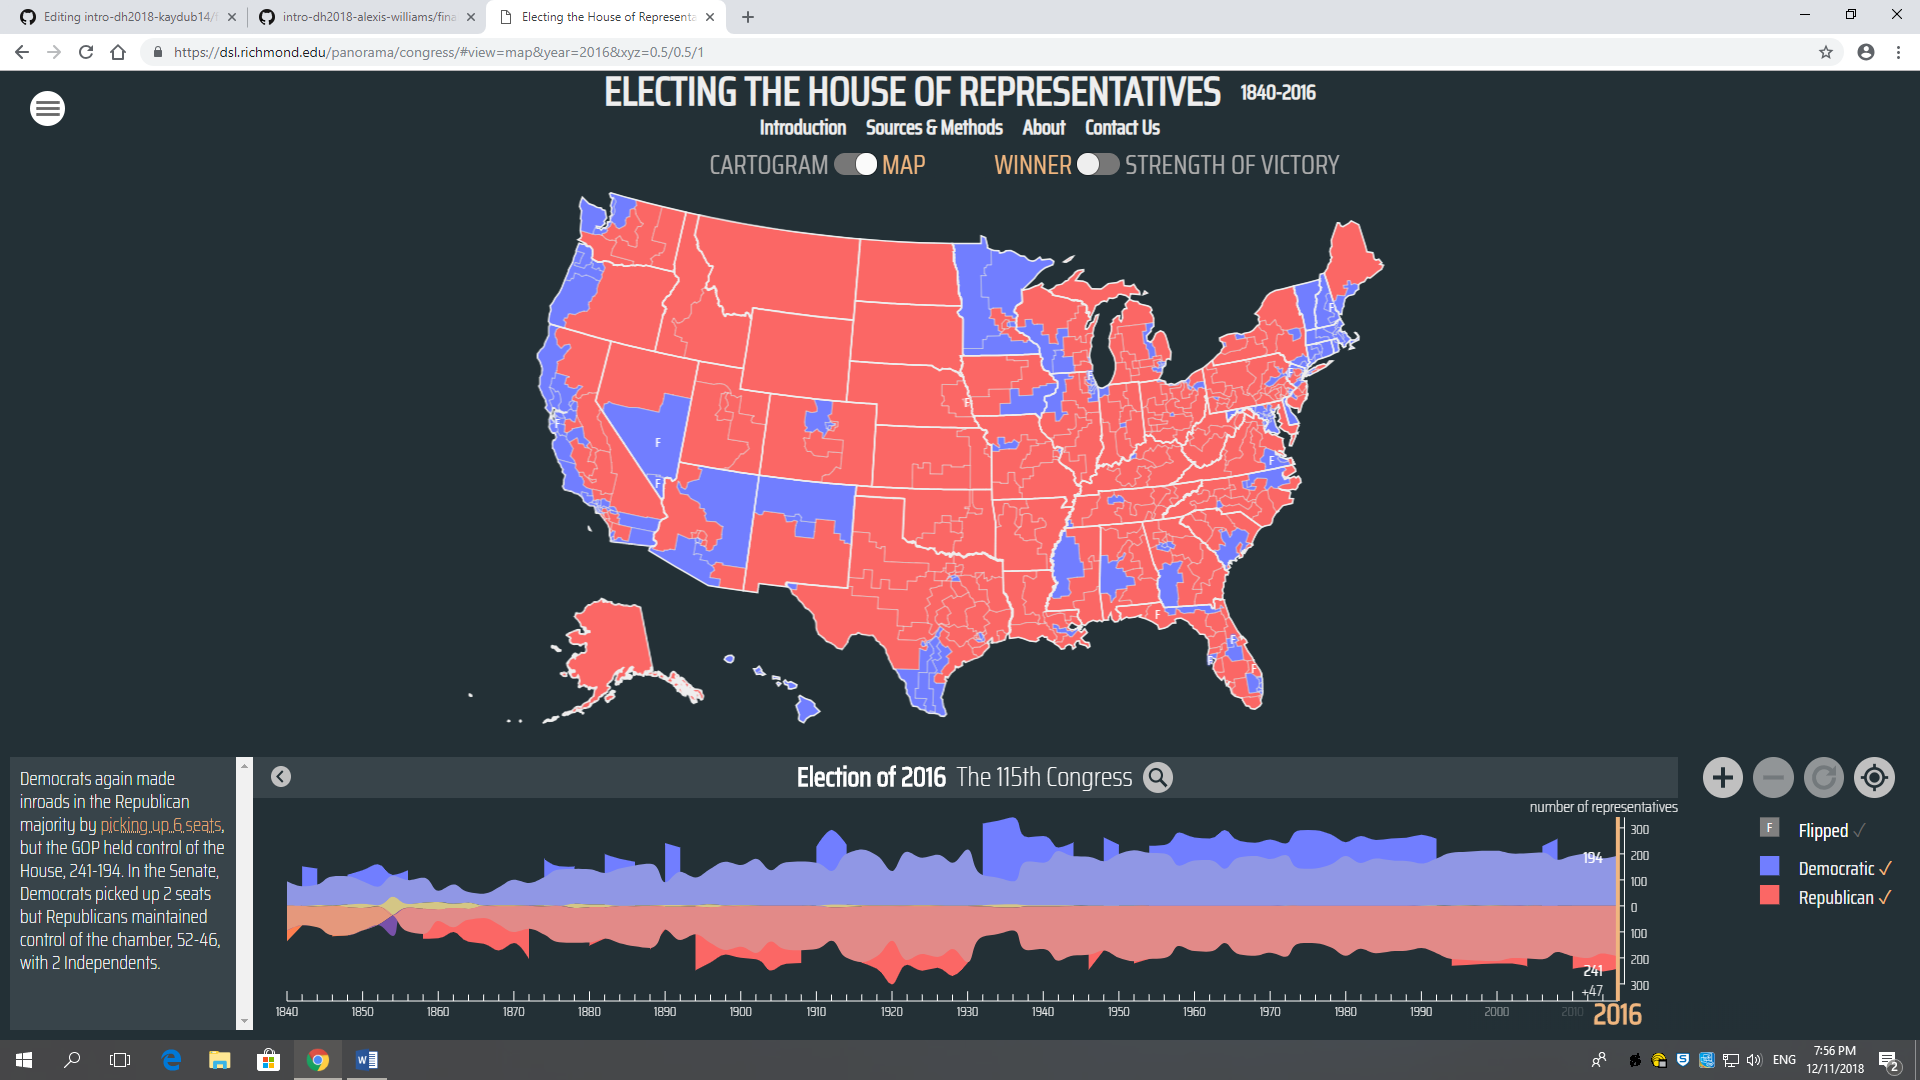 Editing intro-dh2018-kaydub14/f
intro-dh2018-alexis-williams/fina
Electing the House of Representa
https://dsl.richmond.edu/panorama/congress/#view=map&year=2016&xyz=0.5/0.5/1
ELECTING THE HOUSE OF REPRESENTATIVES 1840-2016
Introduction Sources & Methods About Contact Us
CARTOGRAM MAP WINNER STRENGTH OF VICTORY
F
F
F
F
F
F
F
F
F
F
F
F
F
Democrats again made
inroads in the Republican
majority by picking up 6 seats,
but the GOP held control of the
House, 241-194. In the Senate,
Democrats picked up 2 seats
but Republicans maintained
control of the chamber, 52-46,
with 2 Independents.
Election of 2016 The 115th Congress
number of representatives
300
200
100
0
100
200
300
194
241
+47
1840 1850 1860 1870 1880 1890 1900 1910 1920 1930 1940 1950 1960 1970 1980 1990 2000 2010 2016
F Flipped ✓
Democratic ✓
Republican ✓
W
S
ENG
7:56 PM
12/11/2018
2